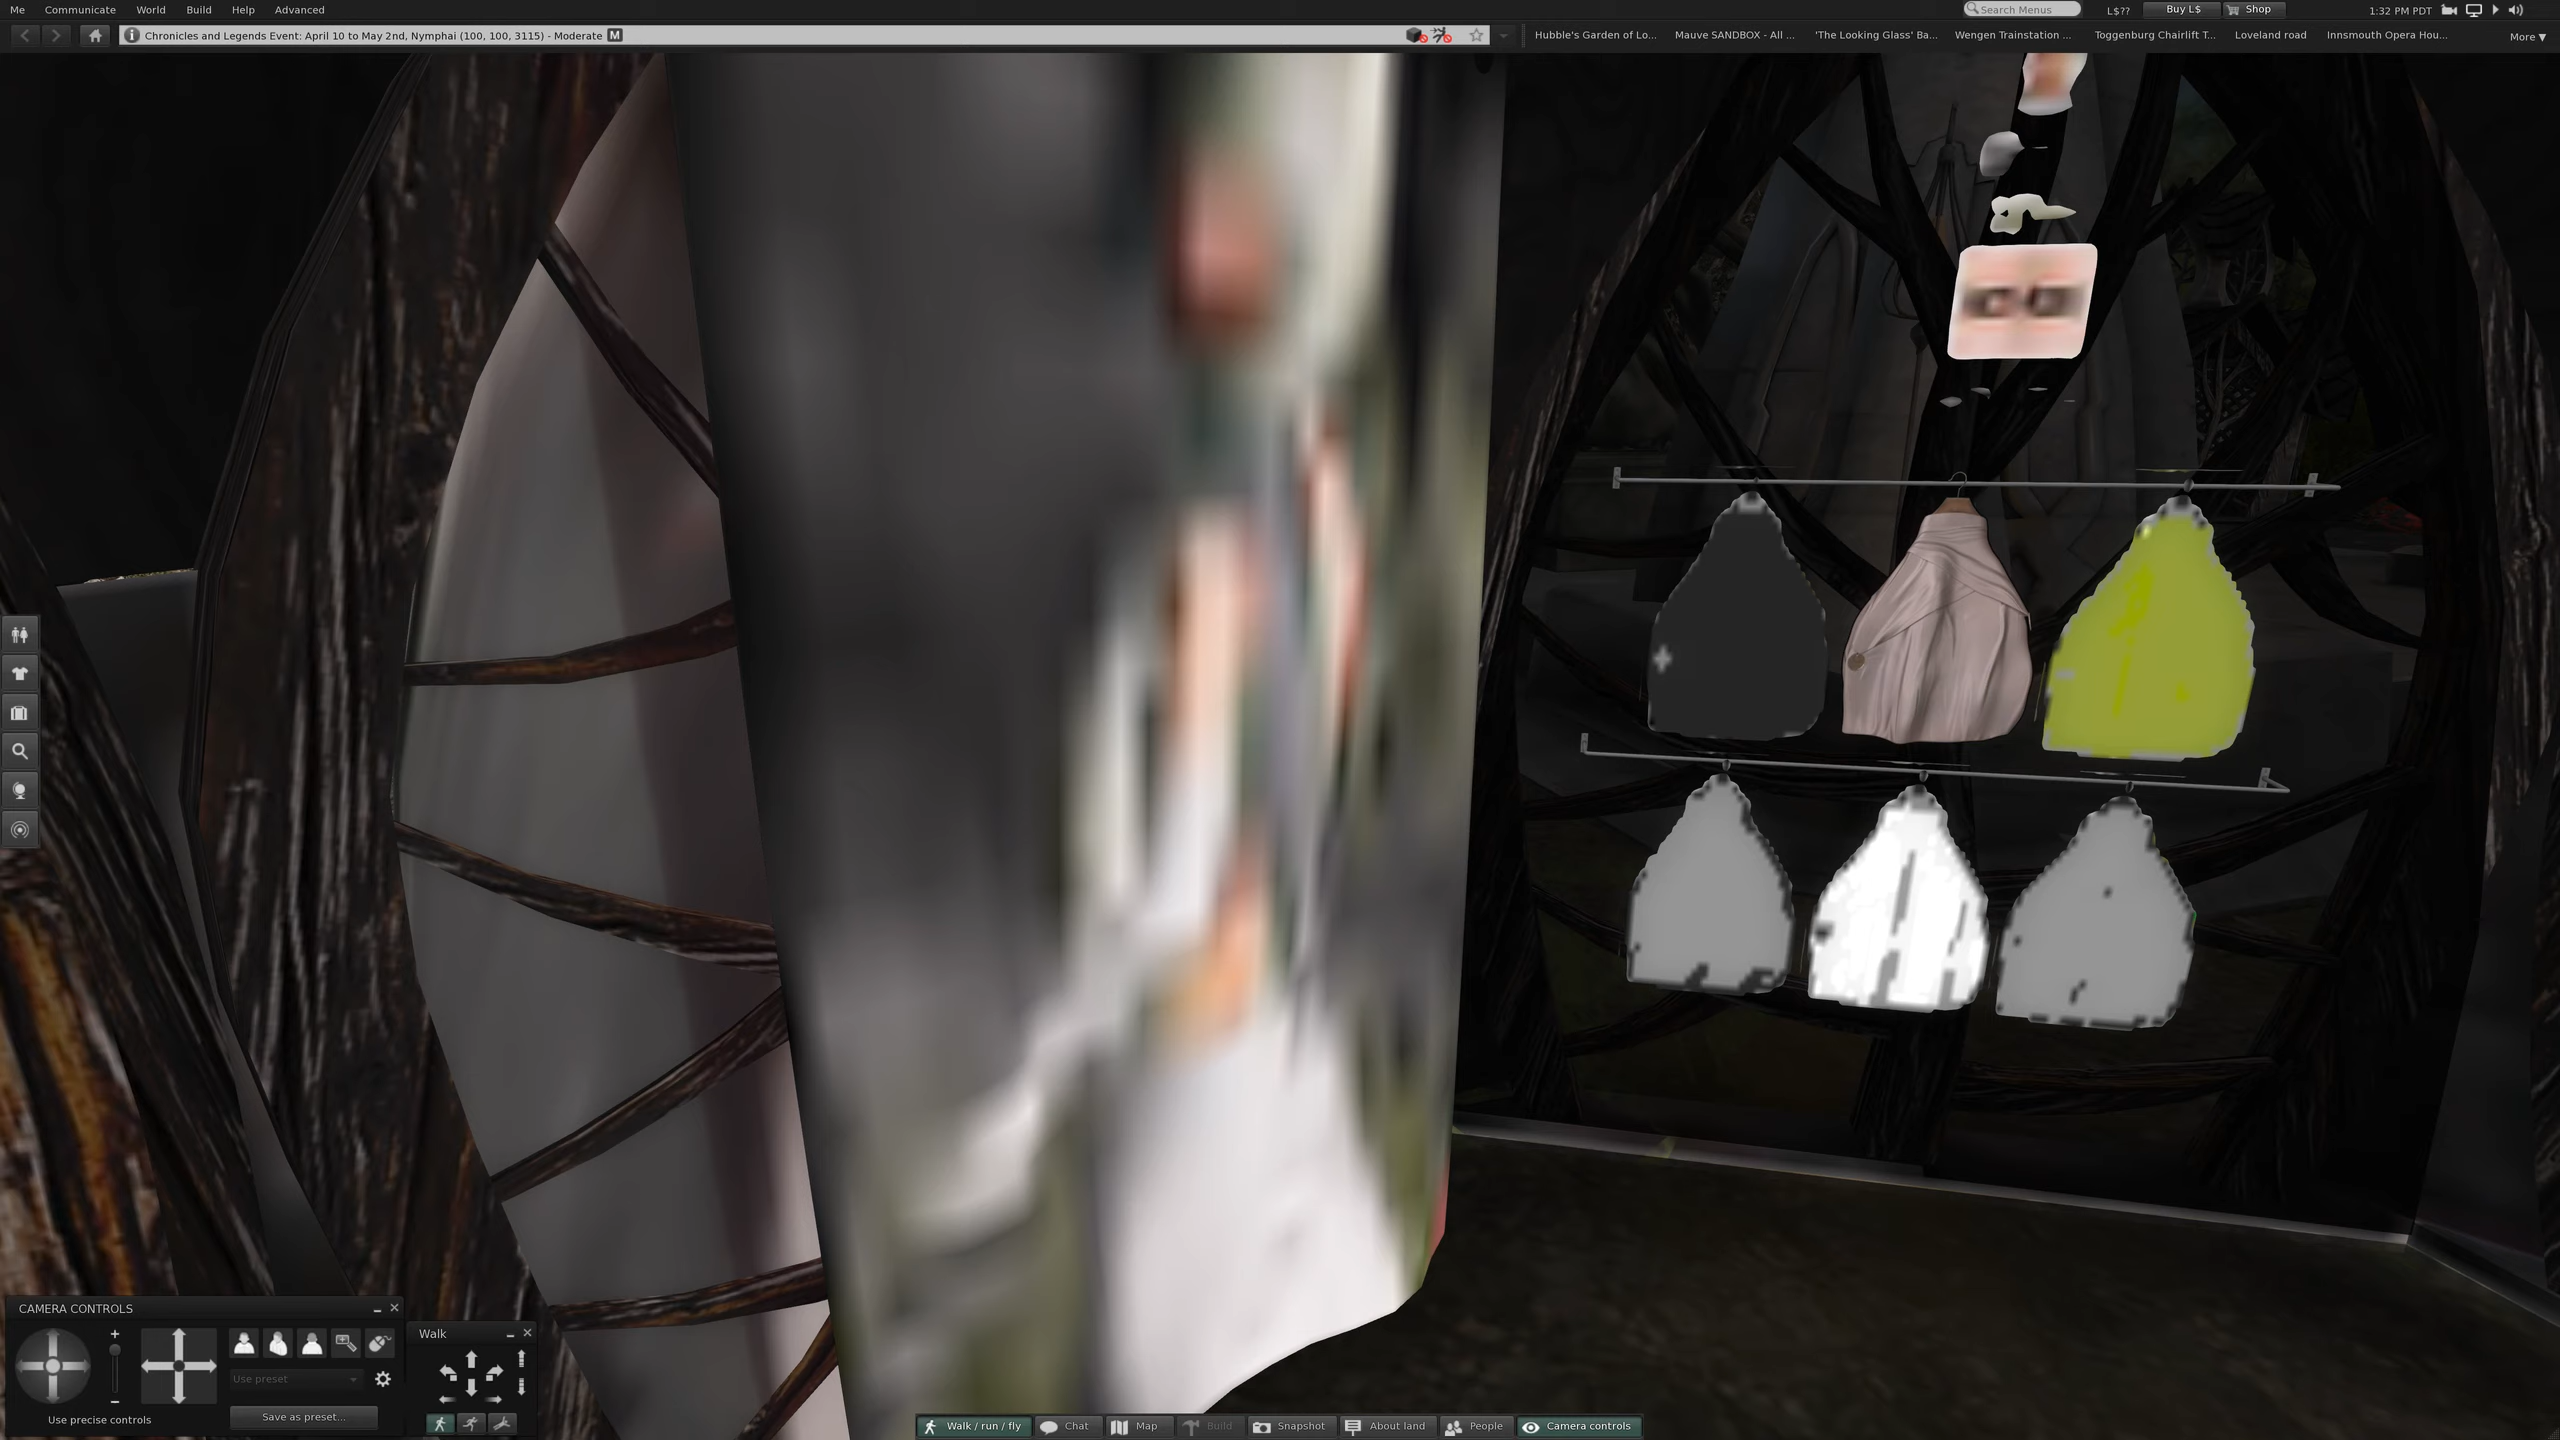 Me Communicate World Build Help Advanced Search Menus L$?? Buy L$ Shop 1:32 PM PDT
Chronicles and Legends Event: April 10 to May 2nd, Nymphai (100, 100, 3115) - Moderate M Hubble's Garden of Lo... Mauve SANDBOX - All ... 'The Looking Glass' Ba... Wengen Trainstation ... Toggenburg Chairlift T... Loveland road Innsmouth Opera Hou... More ▼
CAMERA CONTROLS
Use preset
Use precise controls
Save as preset...
Walk
Walk / run / fly Chat Map Build Snapshot About land People Camera controls